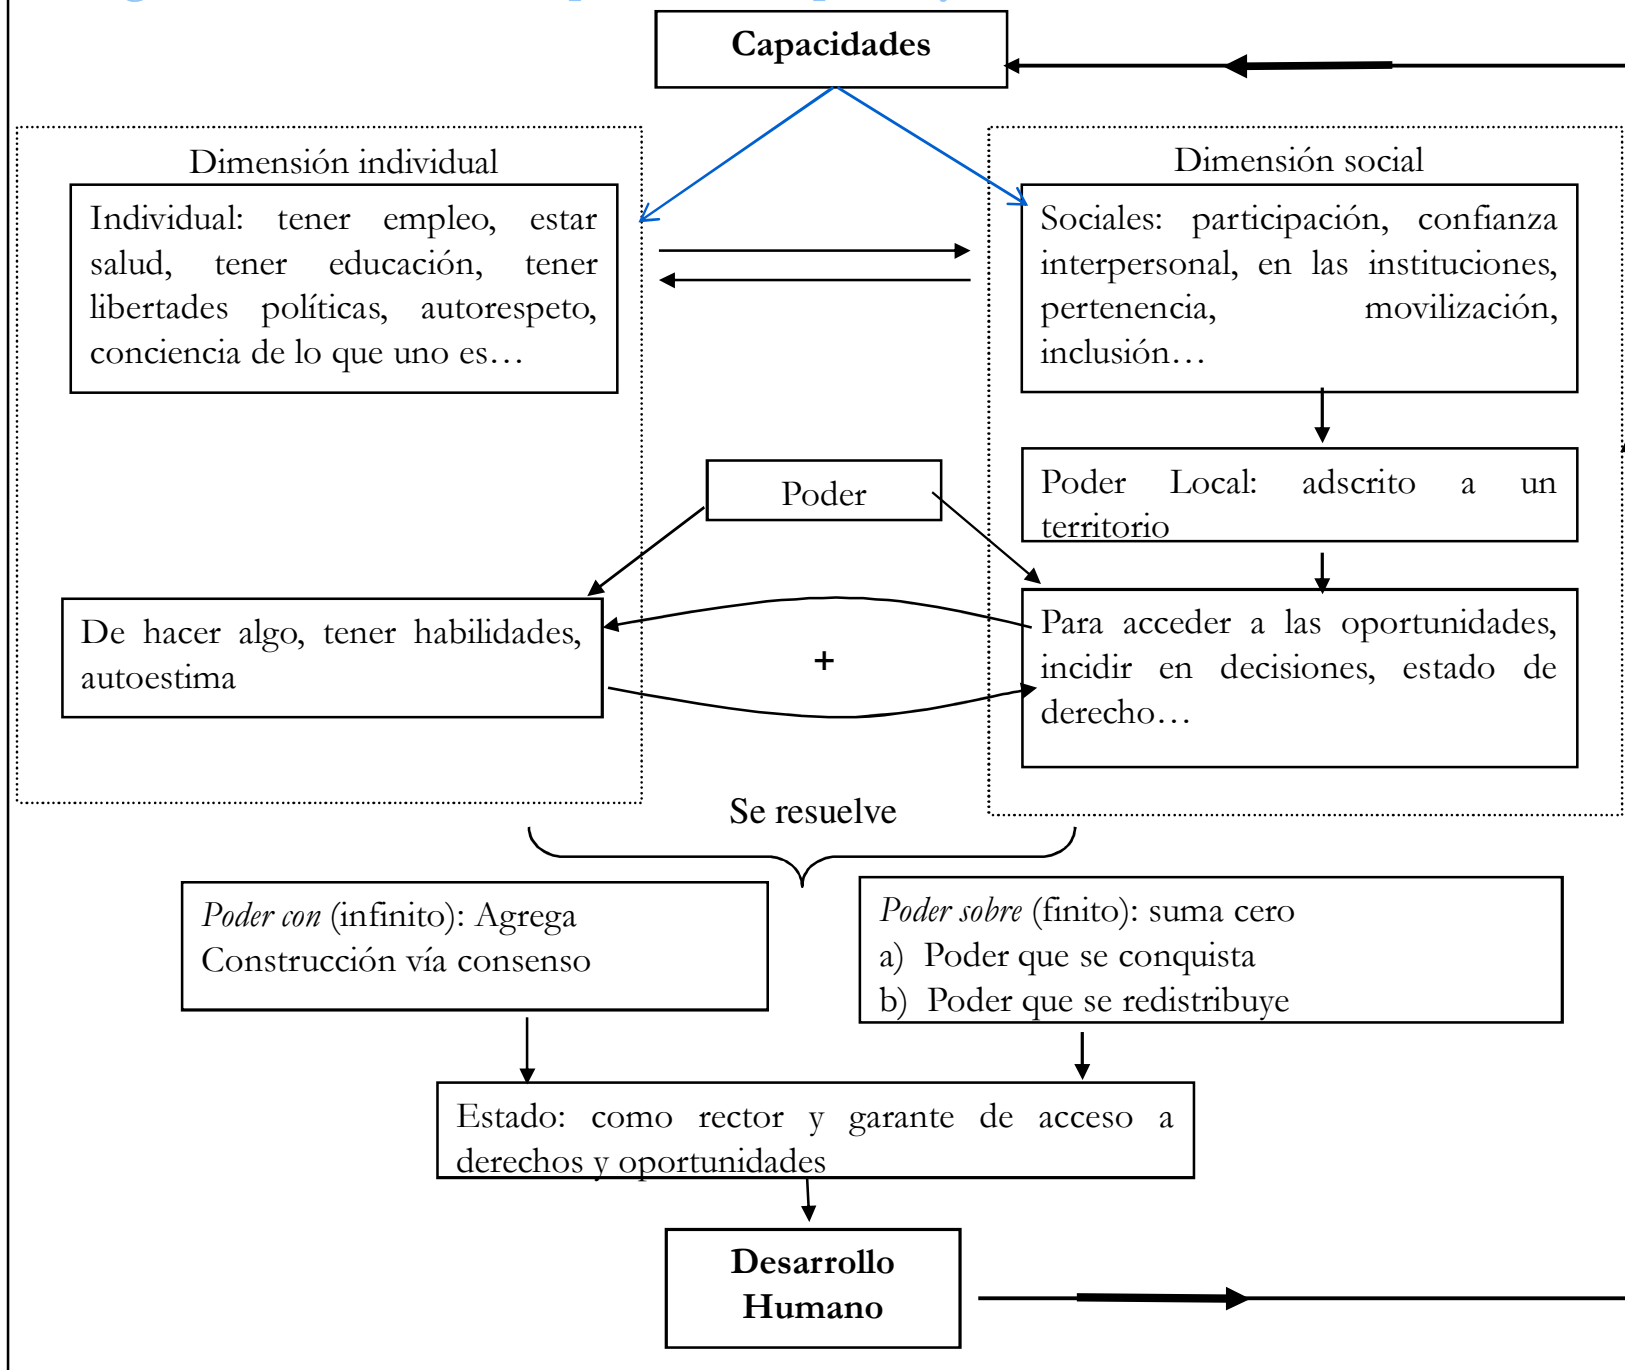 Capacidades
Dimensión individual
Individual: tener empleo, estar
salud, tener educación, tener
libertades políticas, autorespeto,
conciencia de lo que uno es…
Dimensión social
Sociales: participación, confianza
interpersonal, en las instituciones,
pertenencia, movilización,
inclusión…
Poder
Poder Local: adscrito a un
territorio
De hacer algo, tener habilidades,
autoestima
+
Para acceder a las oportunidades,
incidir en decisiones, estado de
derecho…
Se resuelve
Poder con (infinito): Agrega
Construcción vía consenso
Poder sobre (finito): suma cero
a) Poder que se conquista
b) Poder que se redistribuye
Estado: como rector y garante de acceso a
derechos y oportunidades
Desarrollo
Humano